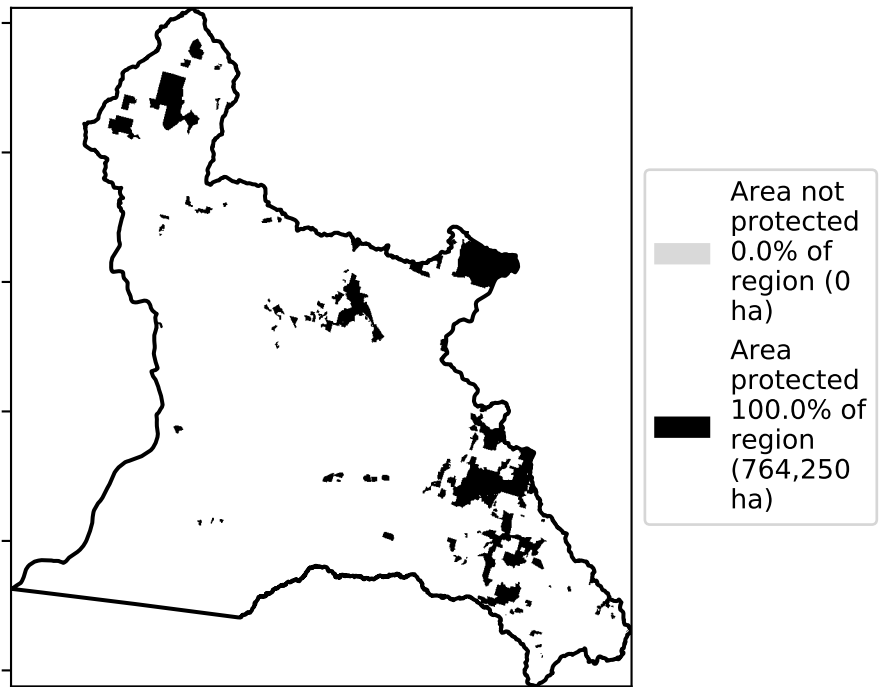 Area not
protected
0.0% of
region (0
ha)
Area
protected
100.0% of
region
(764,250
ha)